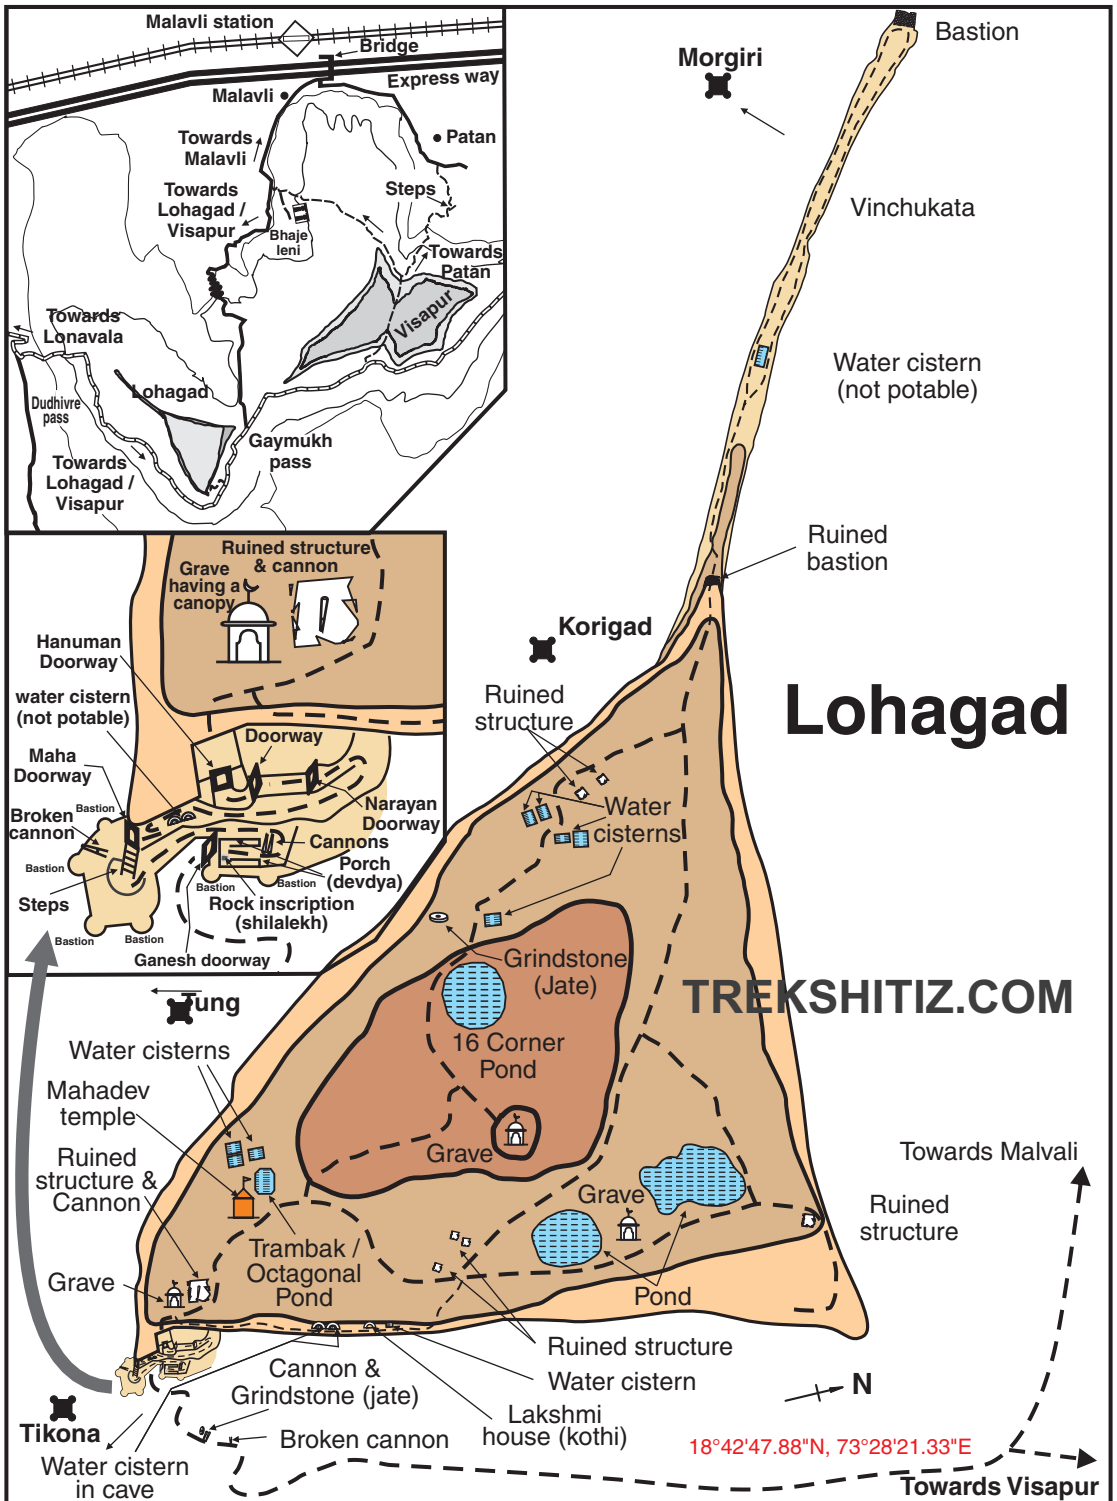 Malavli station
Bridge
Express way
Malavli
Patan
Towards
Malavli
Towards
Lohagad /
Visapur
Steps
Bhaje
leni
Towards
Patan
Visapur
Towards
Lonavala
Lohagad
Dudhivre
pass
Gaymukh
pass
Towards
Lohagad /
Visapur
Ruined structure
& cannon
Grave
having a
canopy
Hanuman
Doorway
water cistern
(not potable)
Doorway
Maha
Doorway
Bastion
Broken
cannon
Narayan
Doorway
Cannons
Porch
(devdya)
Bastion
Bastion
Bastion
Steps
Rock inscription
(shilalekh)
Bastion
Bastion
Ganesh doorway
Bastion
Morgiri
Vinchukata
Water cistern
(not potable)
Ruined
bastion
Korigad
Lohagad
Ruined
structure
Water
cisterns
Grindstone
(Jate)
TREKSHITIZ.COM
Tung
16 Corner
Pond
Water cisterns
Mahadev
temple
Grave
Ruined
structure &
Cannon
Towards Malvali
Grave
Ruined
structure
Trambak /
Octagonal
Pond
Grave
Pond
Ruined structure
Cannon &
Grindstone (jate)
Water cistern
N
Lakshmi
house (kothi)
Tikona
Broken cannon
18°42'47.88"N, 73°28'21.33"E
Water cistern
in cave
Towards Visapur